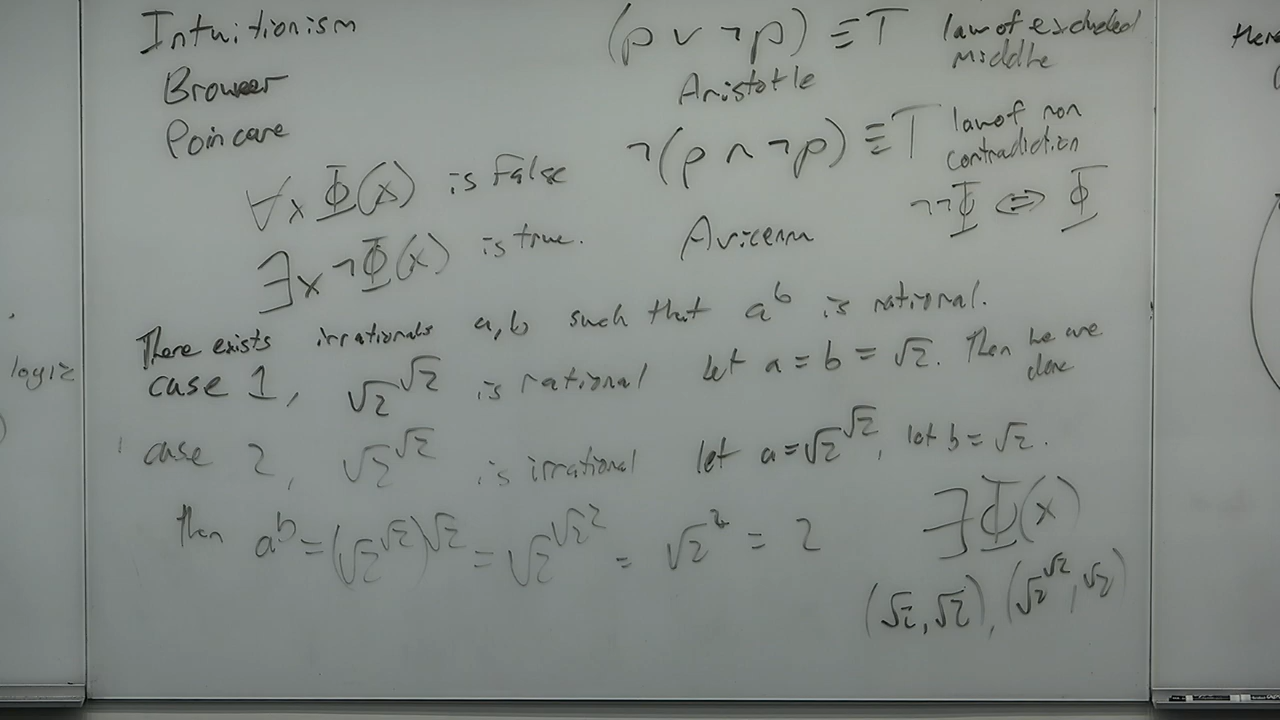 Intuitionism
Brouwer
Poincare
∀x Φ(x) is False
∃x ¬Φ(x) is true.
(p ∨ ¬p) ≡ T law of excluded middle
Aristotle
¬(p ∧ ¬p) ≡ T law of non contradiction
¬¬Φ ⇔ Φ
Avicenna
There exists irrationals a,b such that a^b is rational.
case 1, √2^√2 is rational let a = b = √2. Then we are done
case 2, √2^√2 is irrational let a = √2^√2, let b = √2.
then a^b = (√2^√2)^√2 = √2^√2^2 = √2^2 = 2
∃Φ(x)
(√2, √2), (√2^√2, √2)
logic